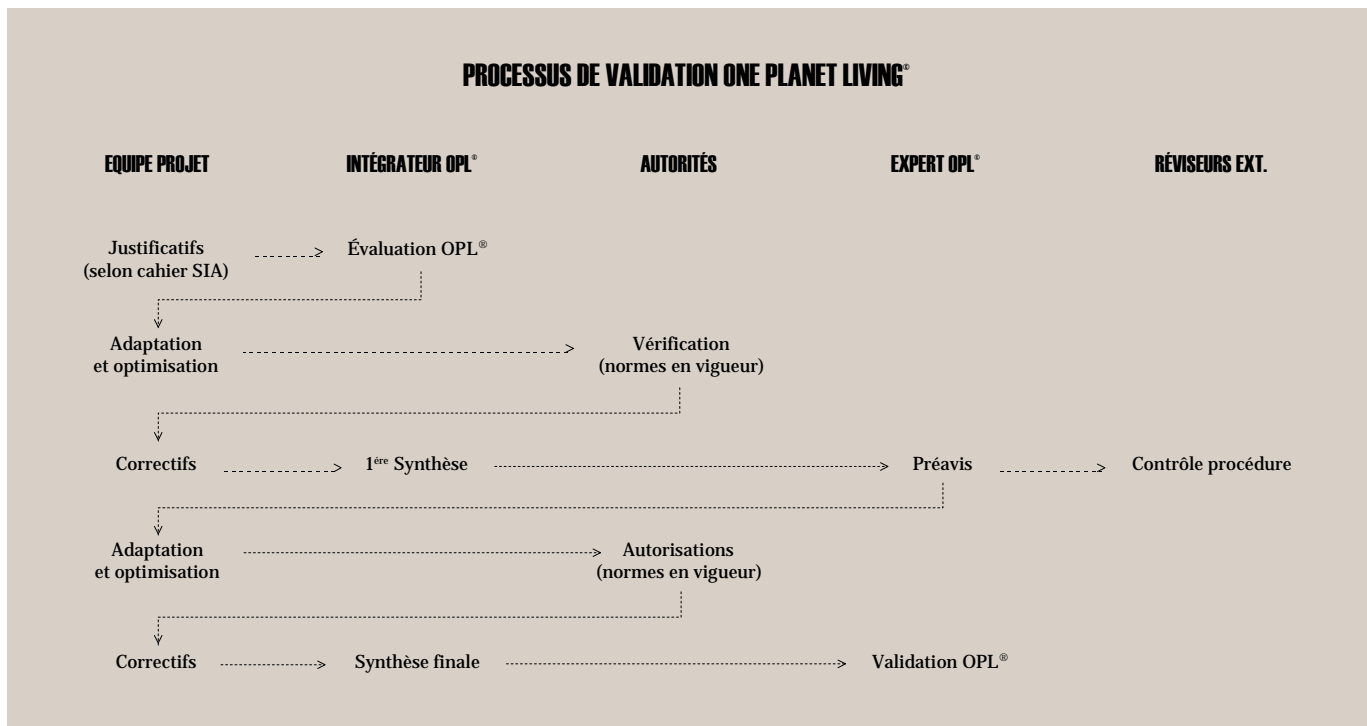 PROCESSUS DE VALIDATION ONE PLANET LIVING®
EQUIPE PROJET INTÉGRATEUR OPL® AUTORITÉS EXPERT OPL® RÉVISEURS EXT.
Justificatifs
(selon cahier SIA)
Évaluation OPL®
Adaptation
et optimisation
Vérification
(normes en vigueur)
Correctifs 1ére Synthèse Préavis Contrôle procédure
Adaptation
et optimisation
Autorisations
(normes en vigueur)
Correctifs Synthèse finale Validation OPL®